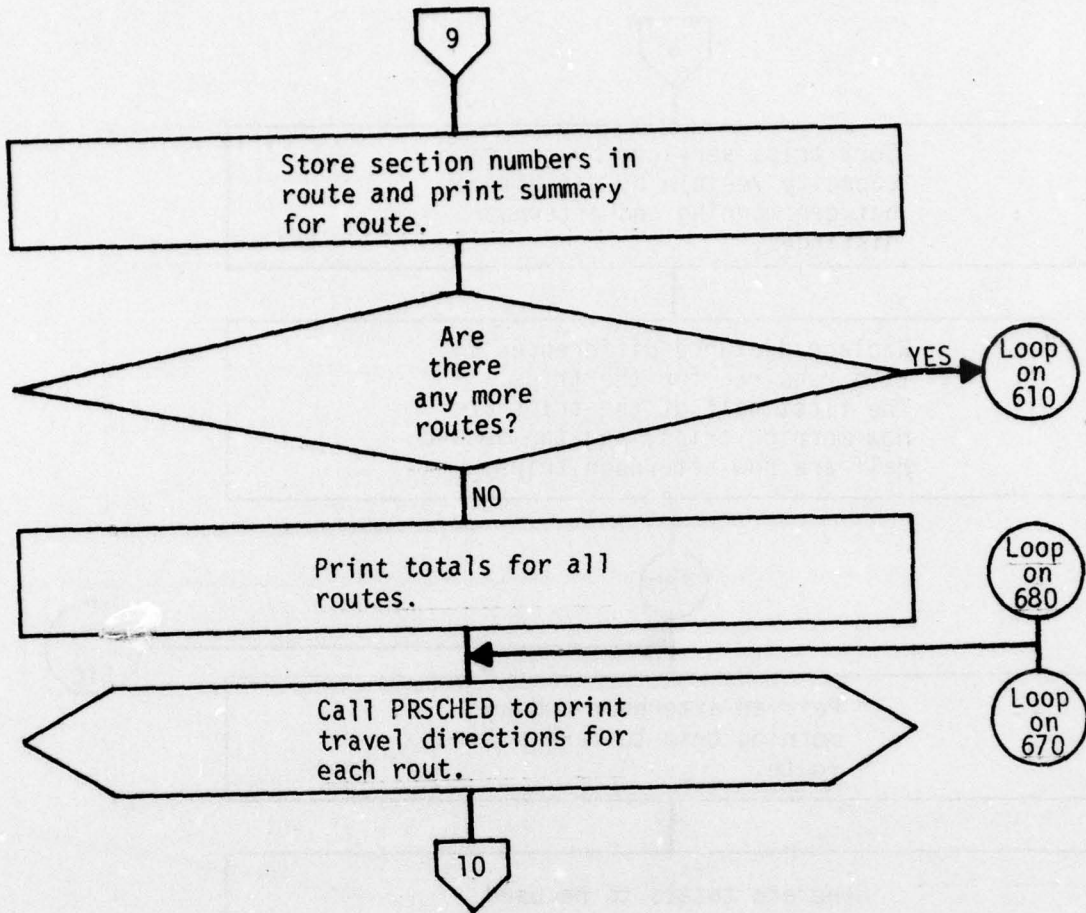 9
Store section numbers in
route and print summary
for route.
Are
there
any more
routes?
YES
Loop
on
610
NO
Print totals for all
routes.
Loop
on
680
Call PRSCHED to print
travel directions for
each rout.
Loop
on
670
10